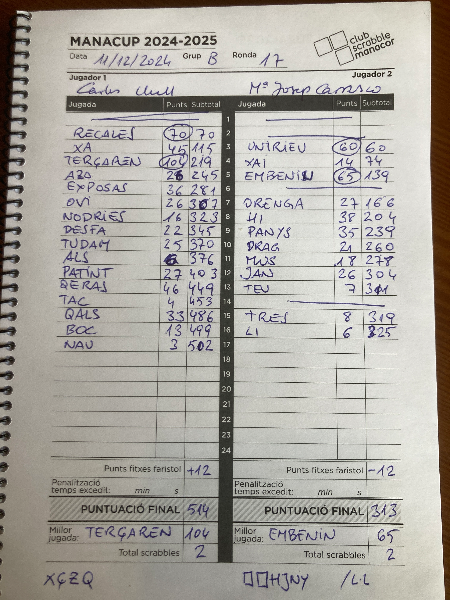 MANACUP 2024-2025
club scrabble manacor
Data 11/12/2024 Grup B Ronda 17
Jugador 1 Jugador 2
Carles Mª Josep Carrasco
Jugada Punts Subtotal Jugada Punts Subtotal
1
RECALES 70 70 2
XA 45 115 3 UNIRIEU 60 60
TERÇAREN 104 219 4 XAI 14 74
AZO 26 245 5 EMBENIN 65 139
EXPOSAS 36 281 6
OVI 26 307 7 ORENGA 27 166
NODRIES 16 323 8 HI 38 204
DESFA 22 345 9 PANYS 35 239
TUDAM 25 370 10 DRAG 21 260
ALS 6 376 11 MUS 18 278
PATINT 27 403 12 JAN 26 304
QERAS 46 449 13 TEU 7 311
TAC 4 453 14
QALS 33 486 15 TRES 8 319
BOC 13 499 16 LI 6 325
NAU 3 502 17
18
19
20
21
22
23
24
Punts fitxes faristol +12 Punts fitxes faristol -12
Penalització temps excedit: min s Penalització temps excedit: min s
PUNTUACIÓ FINAL 514 PUNTUACIÓ FINAL 313
Millor jugada: TERÇAREN 104 Millor jugada: EMBENIN 65
Total scrabbles 2 Total scrabbles 2
XÇZQ HJNY /L·L